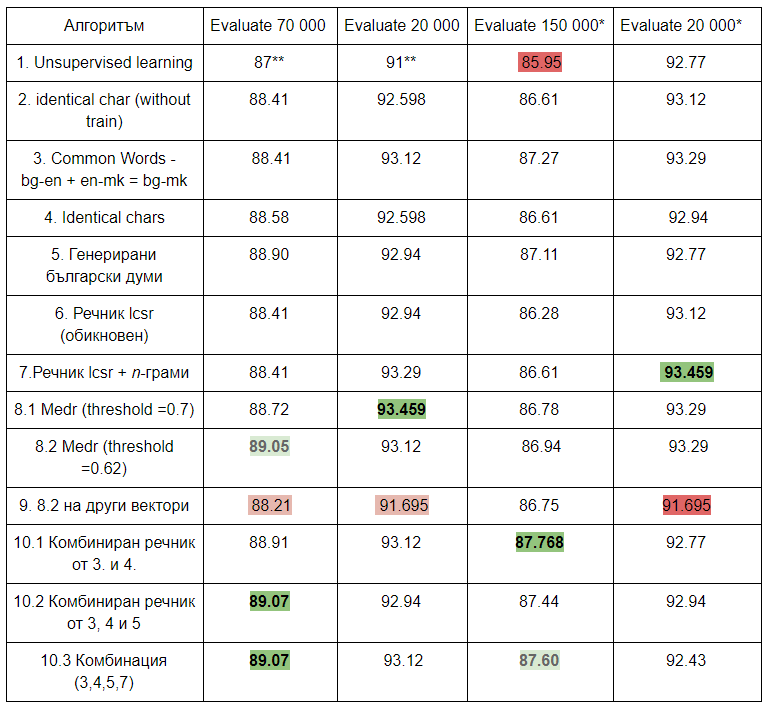 Алгоритъм Evaluate 70 000 Evaluate 20 000 Evaluate 150 000* Evaluate 20 000*
1. Unsupervised learning 87** 91** 85.95 92.77
2. identical char (without 88.41 92.598 86.61 93.12
train)
3. Common Words - 88.41 93.12 87.27 93.29
bg-en + en-mk = bg-mk
4. Identical chars 88.58 92.598 86.61 92.94
5. Генерирани 88.90 92.94 87.11 92.77
български думи
6. Речник lcsr 88.41 92.94 86.28 93.12
(обикновен)
7.Речник lcsr + n-грами 88.41 93.29 86.61 93.459
8.1 Medr (threshold =0.7) 88.72 93.459 86.78 93.29
8.2 Medr (threshold 89.05 93.12 86.94 93.29
=0.62)
9. 8.2 на други вектори 88.21 91.695 86.75 91.695
10.1 Комбиниран речник 88.91 93.12 87.768 92.77
от 3. и 4.
10.2 Комбиниран речник 89.07 92.94 87.44 92.94
от 3, 4 и 5
10.3 Комбинация 89.07 93.12 87.60 92.43
(3,4,5,7)